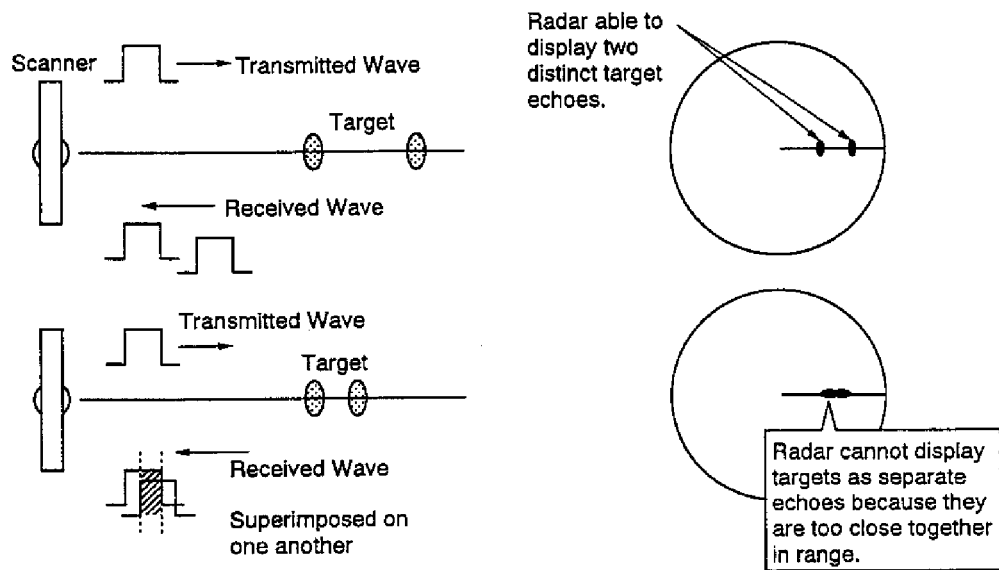 Scanner
Transmitted Wave
Target
Received Wave
Radar able to
display two
distinct target
echoes.
Transmitted Wave
Target
Received Wave
Superimposed on
one another
Radar cannot display
targets as separate
echoes because they
are too close together
in range.